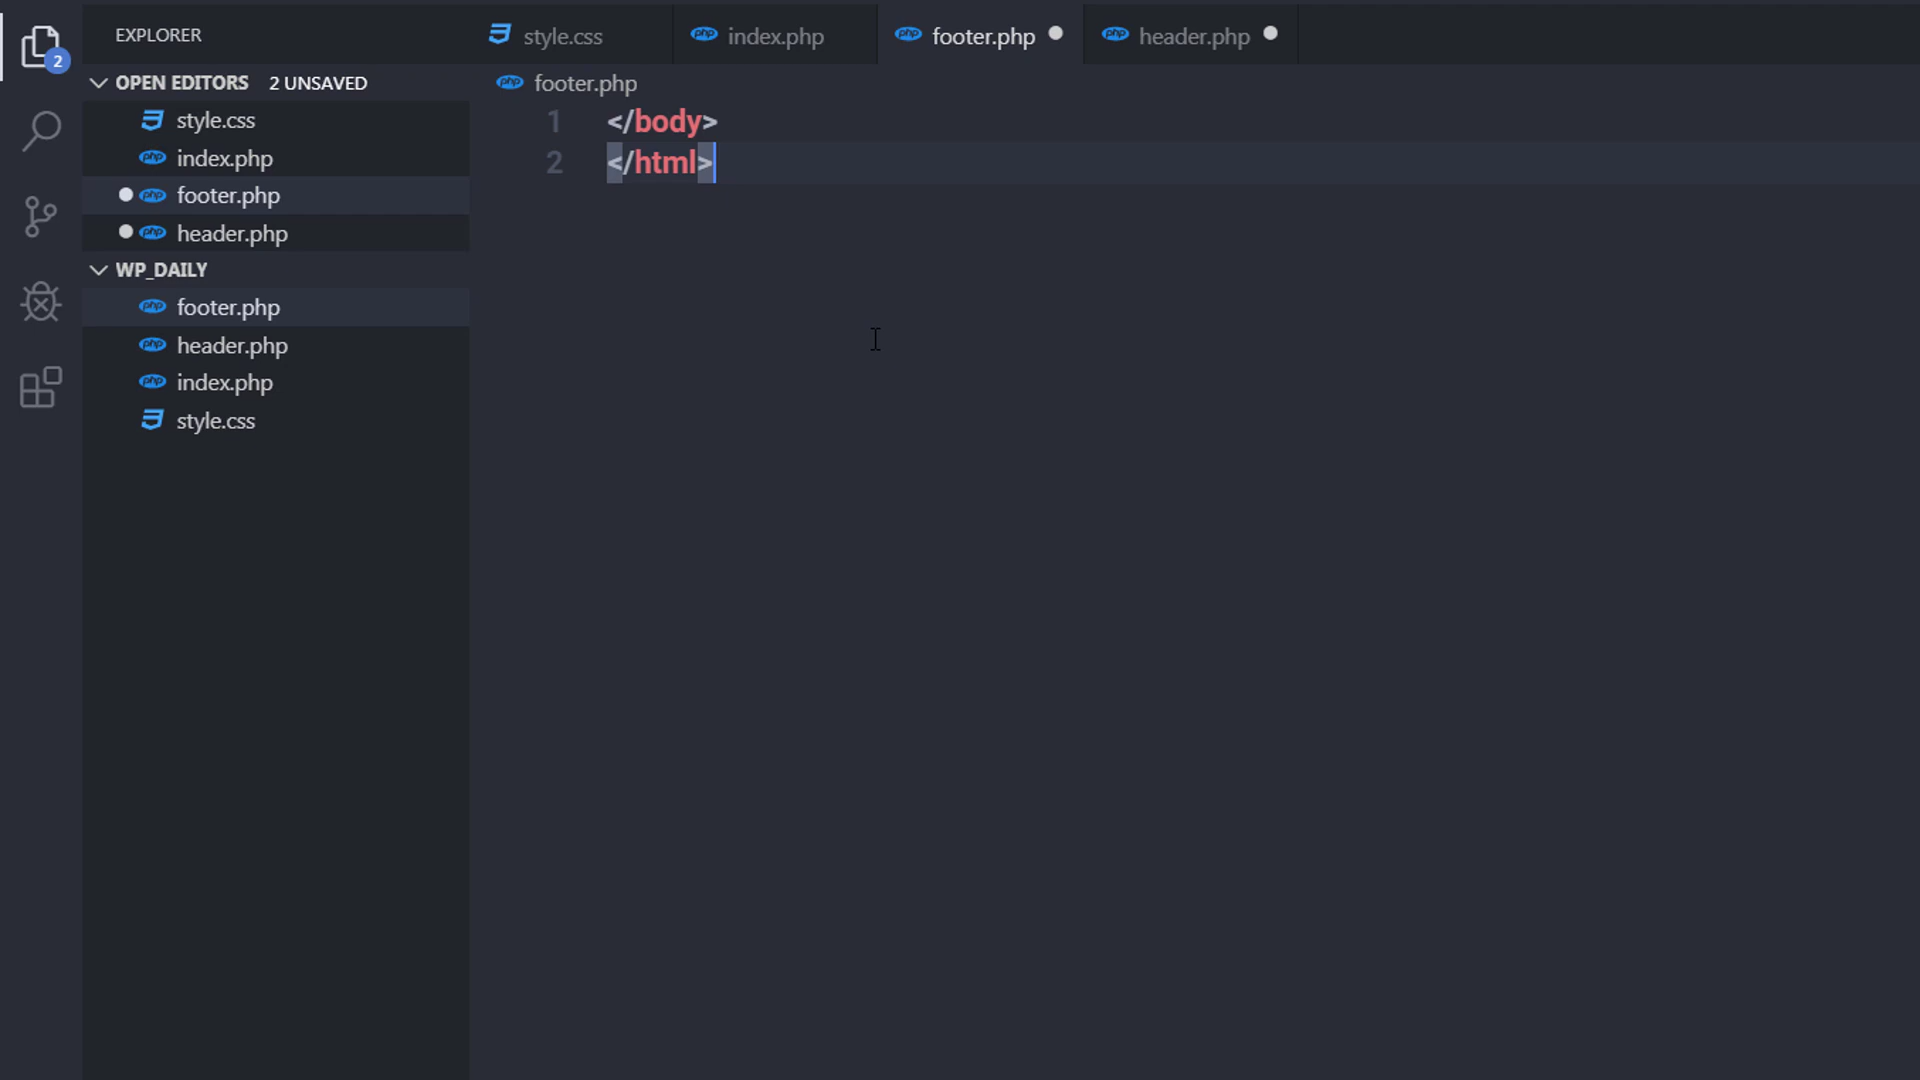 EXPLORER
OPEN EDITORS 2 UNSAVED
style.css
index.php
footer.php
header.php
WP_DAILY
footer.php
header.php
index.php
style.css
2
style.css
index.php
footer.php
header.php
footer.php
1 </body>
2 </html>